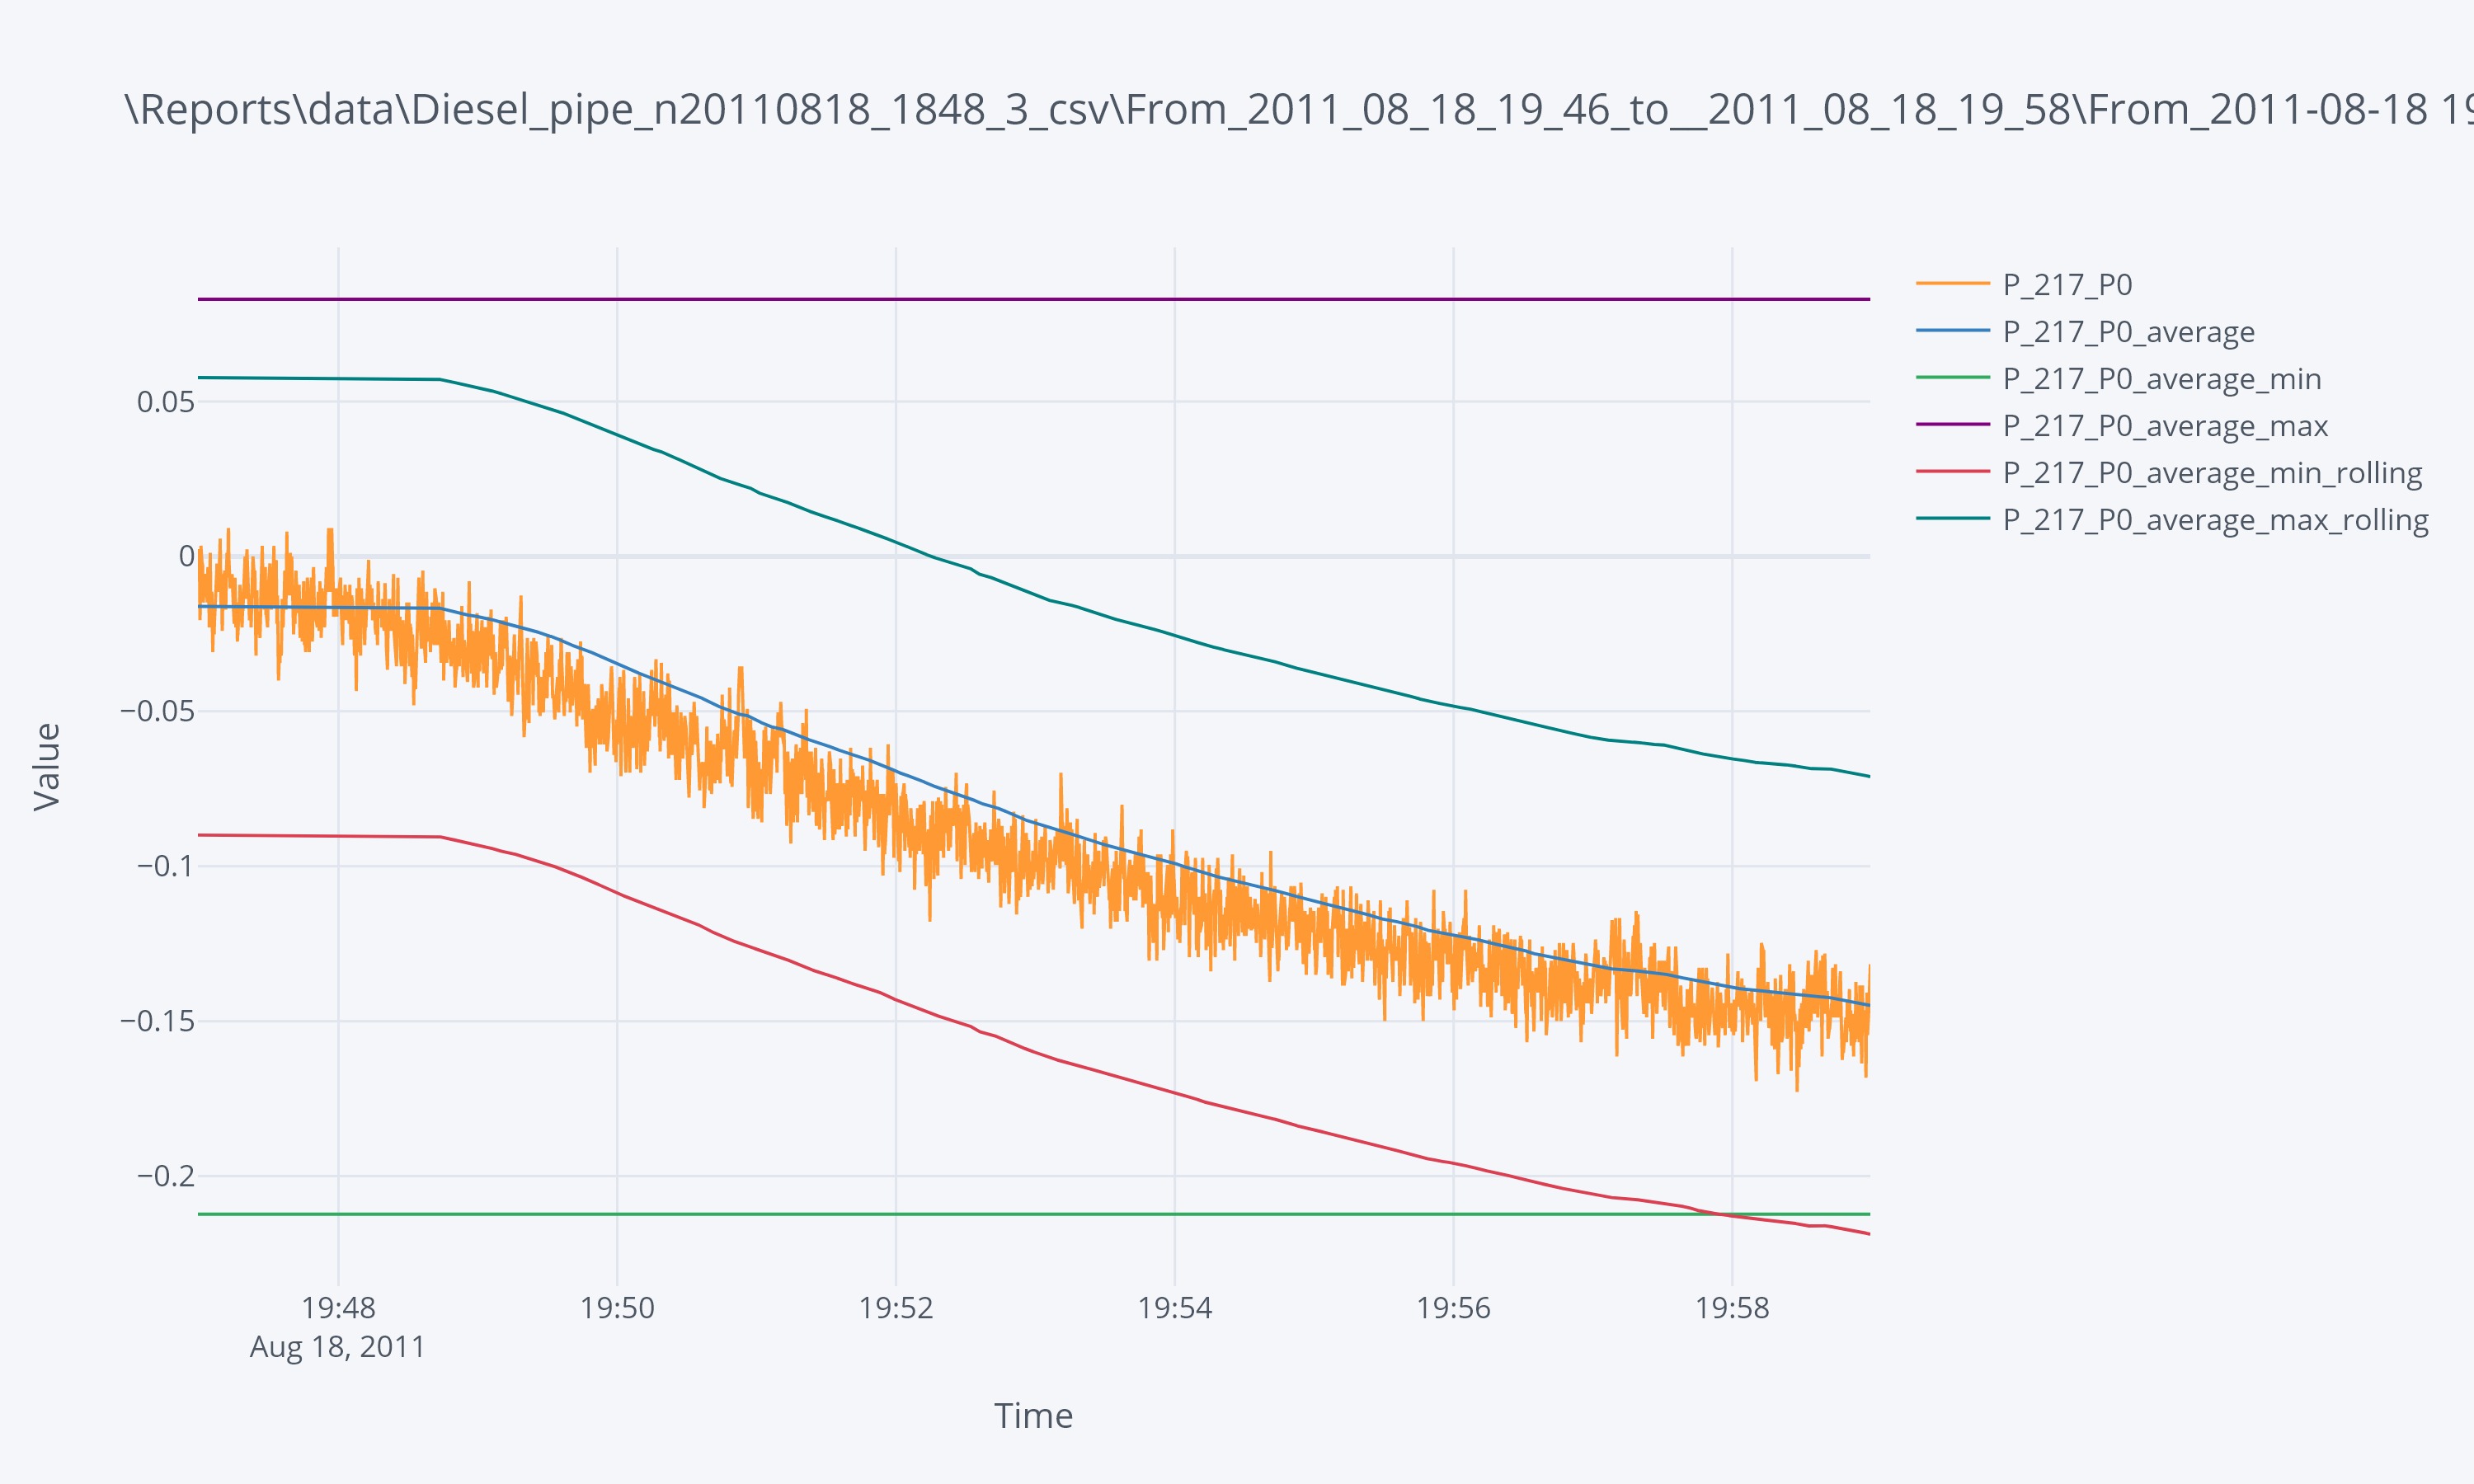 \Reports\data\Diesel_pipe_n20110818_1848_3_csv\From_2011_08_18_19_46_to__2011_08_18_19_58\From_2011-08-18 19
P_217_P0
P_217_P0_average
P_217_P0_average_min
P_217_P0_average_max
P_217_P0_average_min_rolling
P_217_P0_average_max_rolling
0.05
0
−0.05
−0.1
−0.15
−0.2
Value
19:48
19:50
19:52
19:54
19:56
19:58
Aug 18, 2011
Time